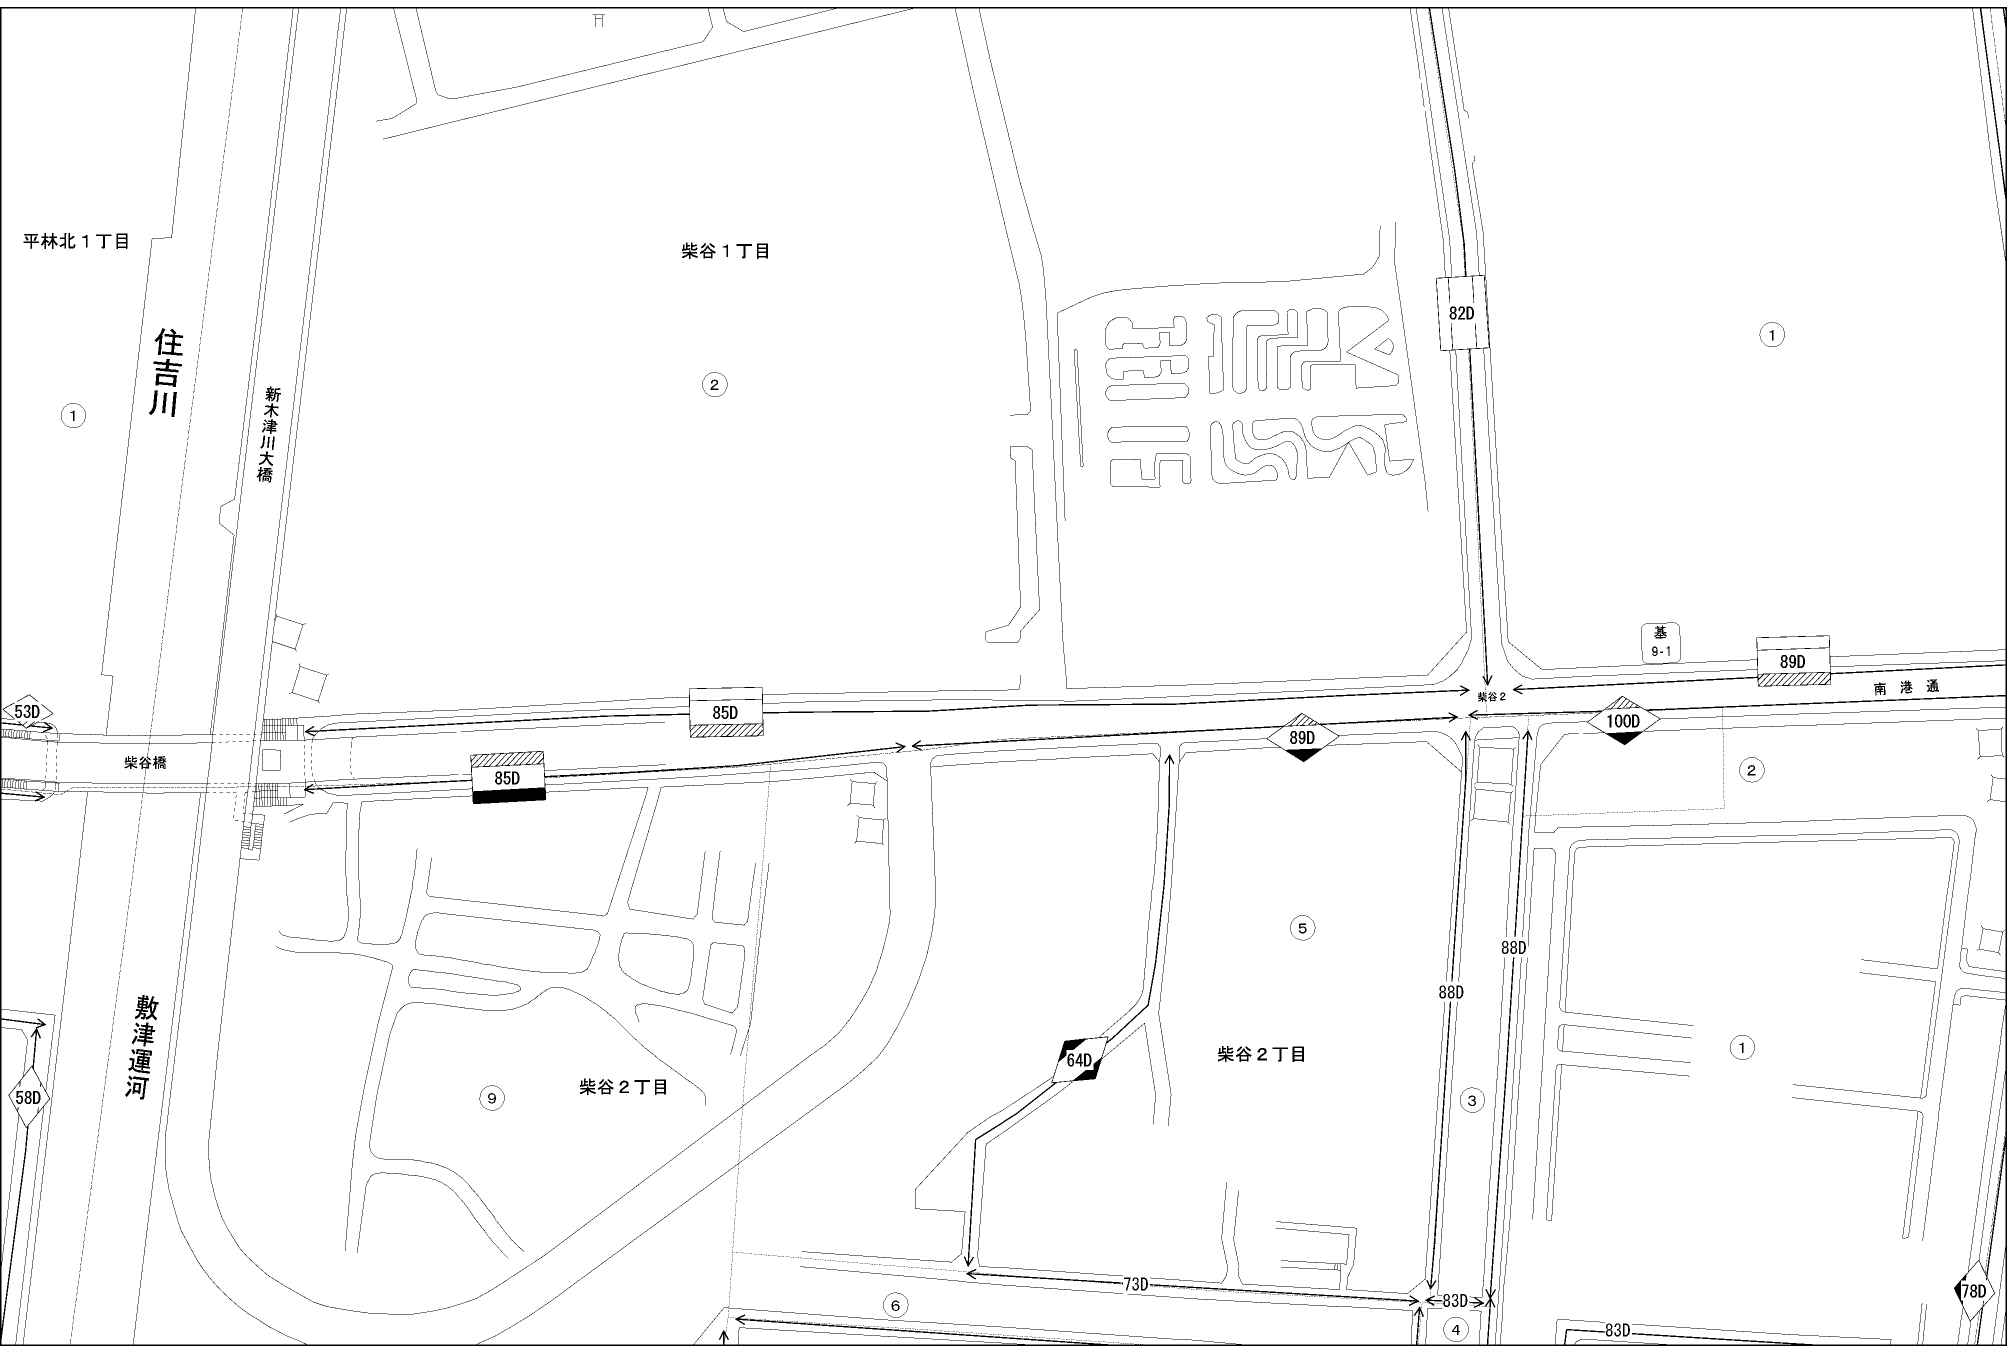 平林北１丁目
柴谷１丁目
82D
①
住吉川
②
新木津川大橋
①
基
9-1
89D
53D
85D
柴谷２
南港通
100D
89D
柴谷橋
85D
②
⑤
88D
88D
敷津運河
柴谷２丁目
64D
①
58D
柴谷２丁目
⑨
③
73D
78D
83D
⑥
④
83D